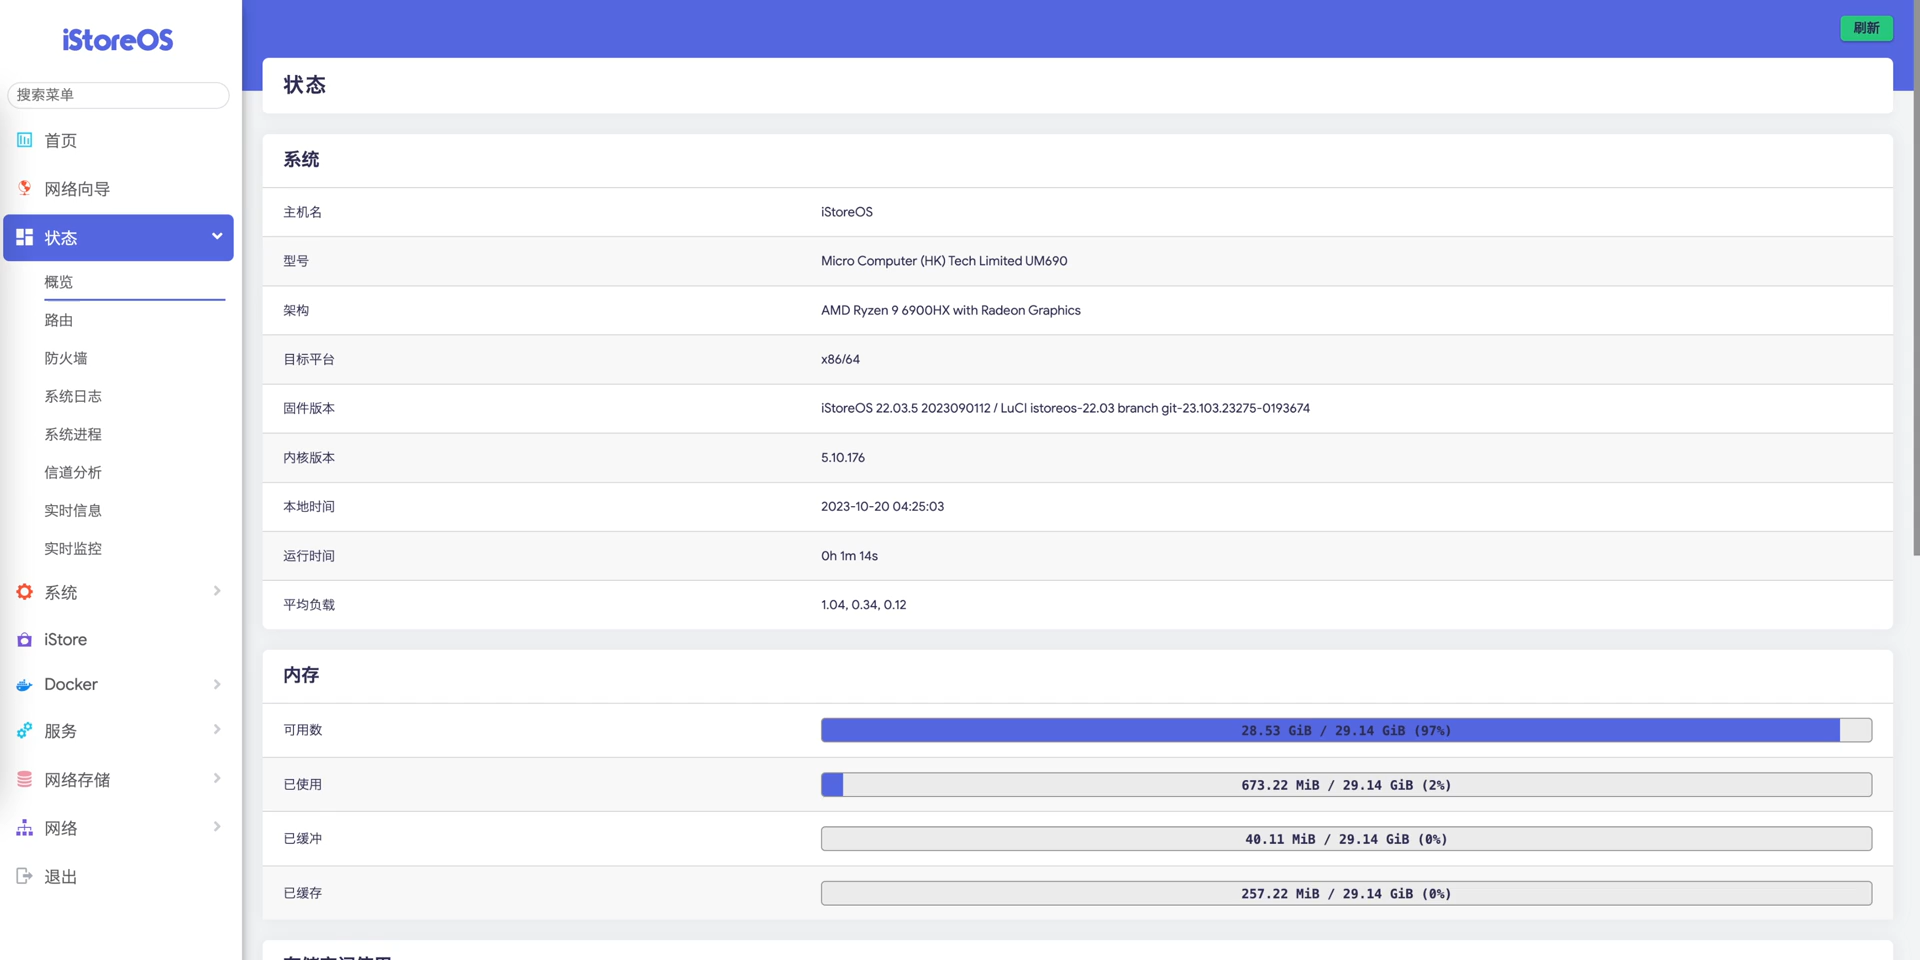 iStoreOS
搜索菜单
首页
网络向导
状态
概览
路由
防火墙
系统日志
系统进程
信道分析
实时信息
实时监控
系统
iStore
Docker
服务
网络存储
网络
退出
刷新
状态
系统
主机名 iStoreOS
型号 Micro Computer (HK) Tech Limited UM690
架构 AMD Ryzen 9 6900HX with Radeon Graphics
目标平台 x86/64
固件版本 iStoreOS 22.03.5 2023090112 / LuCI istoreos-22.03 branch git-23.103.23275-0193674
内核版本 5.10.176
本地时间 2023-10-20 04:25:03
运行时间 0h 1m 14s
平均负载 1.04, 0.34, 0.12
内存
可用数 28.53 GiB / 29.14 GiB (97%)
已使用 673.22 MiB / 29.14 GiB (2%)
已缓冲 40.11 MiB / 29.14 GiB (0%)
已缓存 257.22 MiB / 29.14 GiB (0%)